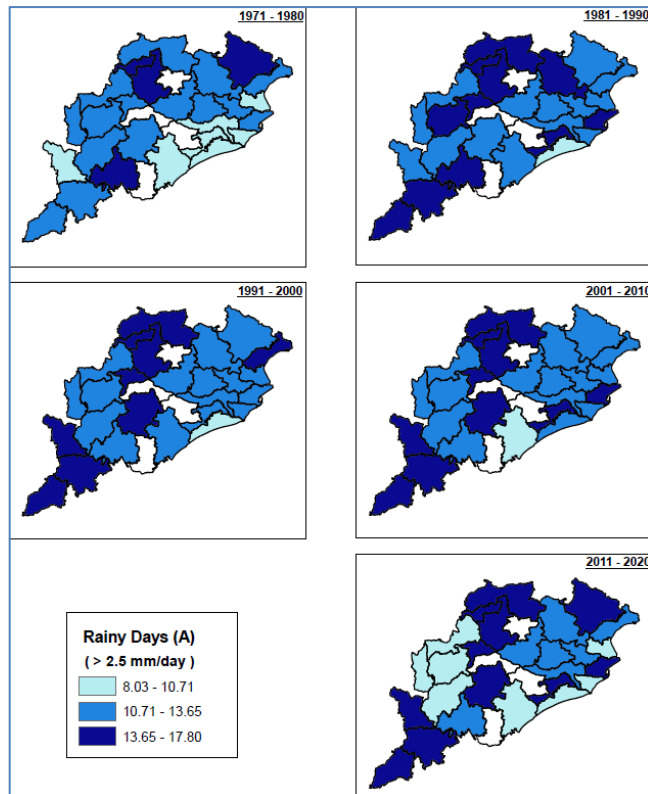 1971 - 1980
1981 - 1990
1991 - 2000
2001 - 2010
2011 - 2020
Rainy Days (A)
( > 2.5 mm/day )
8.03 - 10.71
10.71 - 13.65
13.65 - 17.80